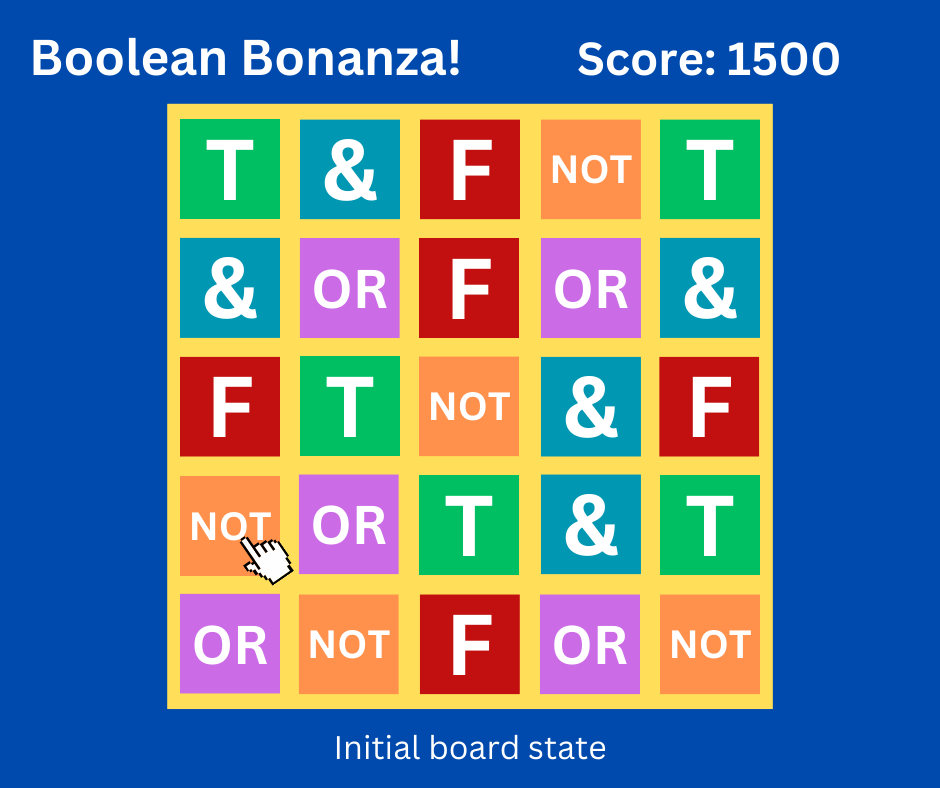 Boolean Bonanza! Score: 1500
T & F NOT T
& OR F OR &
F T NOT & F
NOT OR T & T
OR NOT F OR NOT
Initial board state